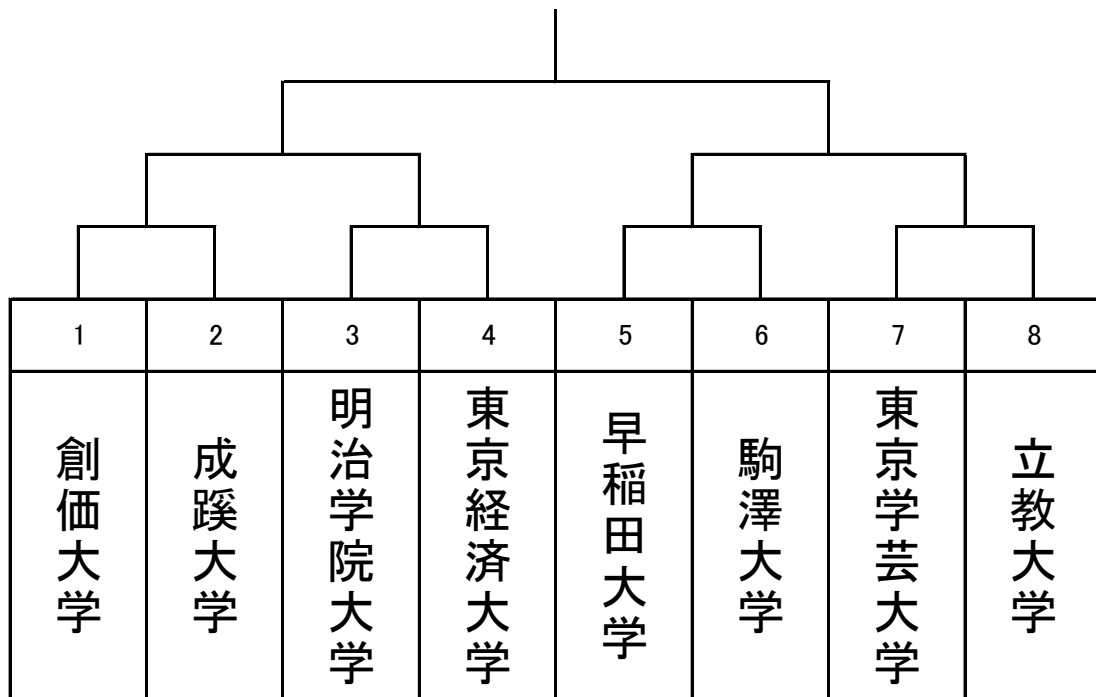 1
2
3
4
5
6
7
8
創価大学
成蹊大学
明治学院大学
東京経済大学
早稲田大学
駒澤大学
東京学芸大学
立教大学